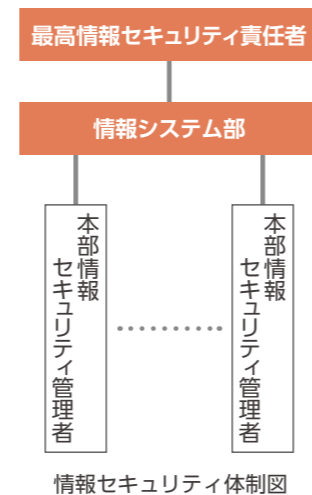 最高情報セキュリティ責任者
情報システム部
本部情報
セキュリティ管理者
本部情報
セキュリティ管理者
情報セキュリティ体制図